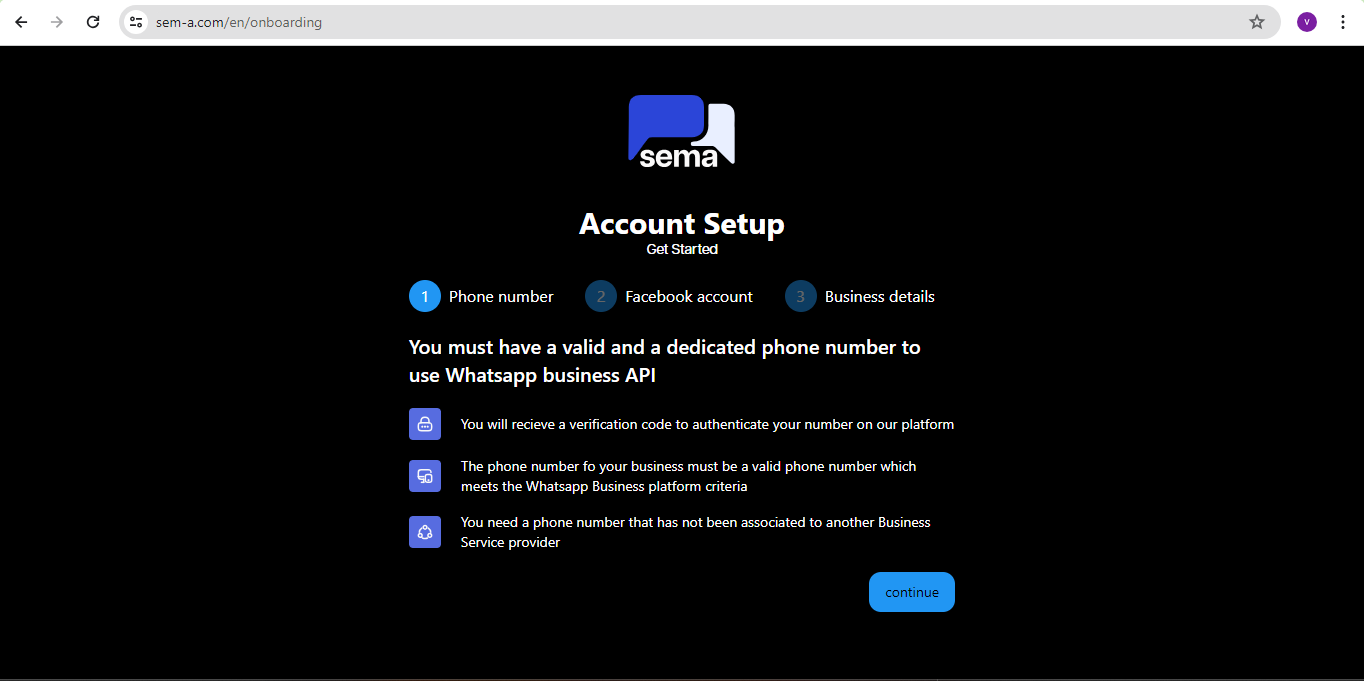 sem-a.com/en/onboarding
V
sema
Account Setup
Get Started
1 Phone number 2 Facebook account 3 Business details
You must have a valid and a dedicated phone number to
use Whatsapp business API
You will recieve a verification code to authenticate your number on our platform
The phone number fo your business must be a valid phone number which
meets the Whatsapp Business platform criteria
You need a phone number that has not been associated to another Business
Service provider
continue